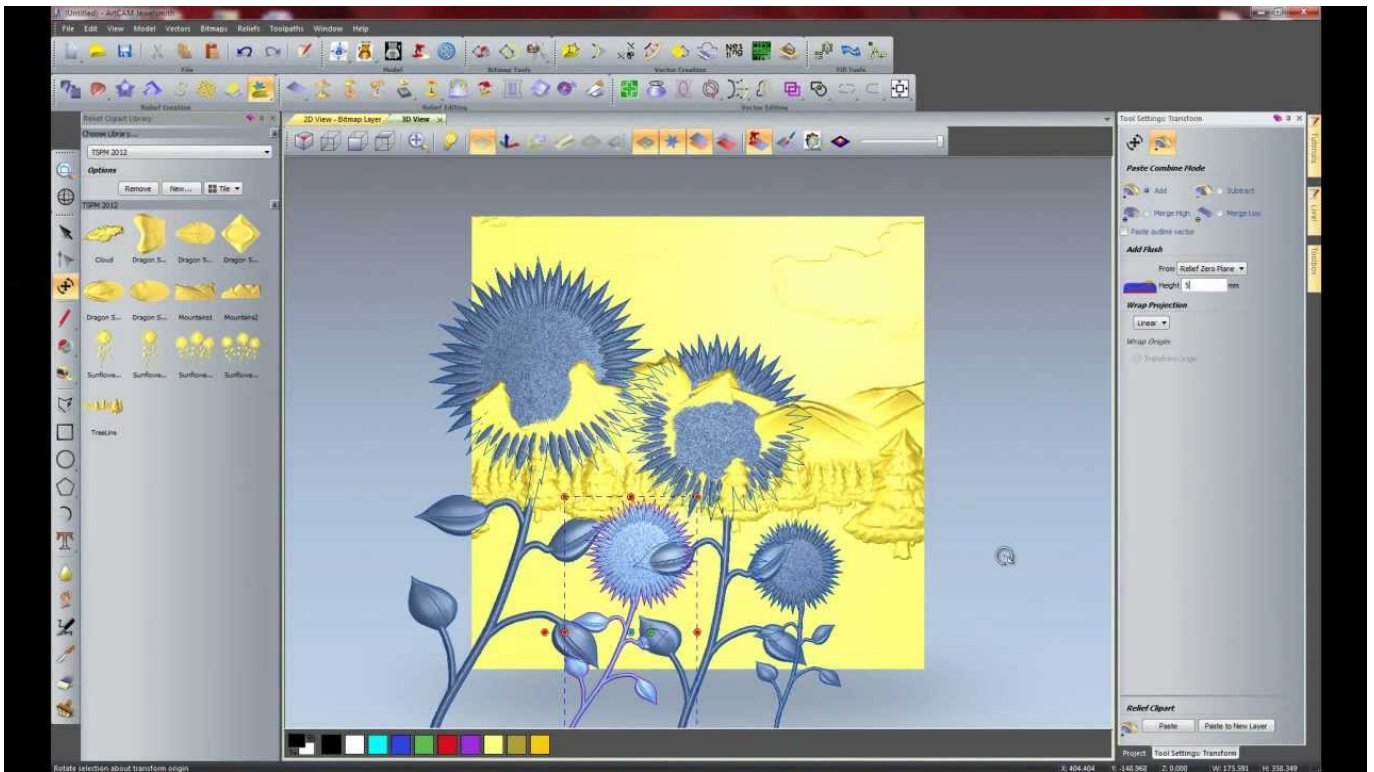 (Untitled) - ArtCAM Jewelsmith
File Edit View Model Vectors Bitmaps Reliefs Toolpaths Window Help
File Model Bitmap Tools Vector Creation Fill Tools
Relief Creation Relief Editing Vector Editing
Relief Clipart Library
2D View - Bitmap Layer 3D View
Tool Settings: Transform
Choose Library...
TSPM 2012
Options
Remove New... Tile
TSPM 2012
Cloud Dragon S... Dragon S... Dragon S...
Dragon S... Dragon S... Mountains1 Mountains2
Sunflowe... Sunflowe... Sunflowe... Sunflowe...
TreeLine
Paste Combine Mode
Add Subtract
Merge High Merge Low
Paste outline vector
Add Flush
From Relief Zero Plane
Height 5 mm
Wrap Projection
Linear
Wrap Origin
Transform Origin
Relief Clipart
Paste Paste to New Layer
Project Tool Settings: Transform
Tutorials
Layer
Toolbox
Rotate selection about transform origin
X: 404.404 Y: -148.968 Z: 0.000 W: 175.591 H: 358.349